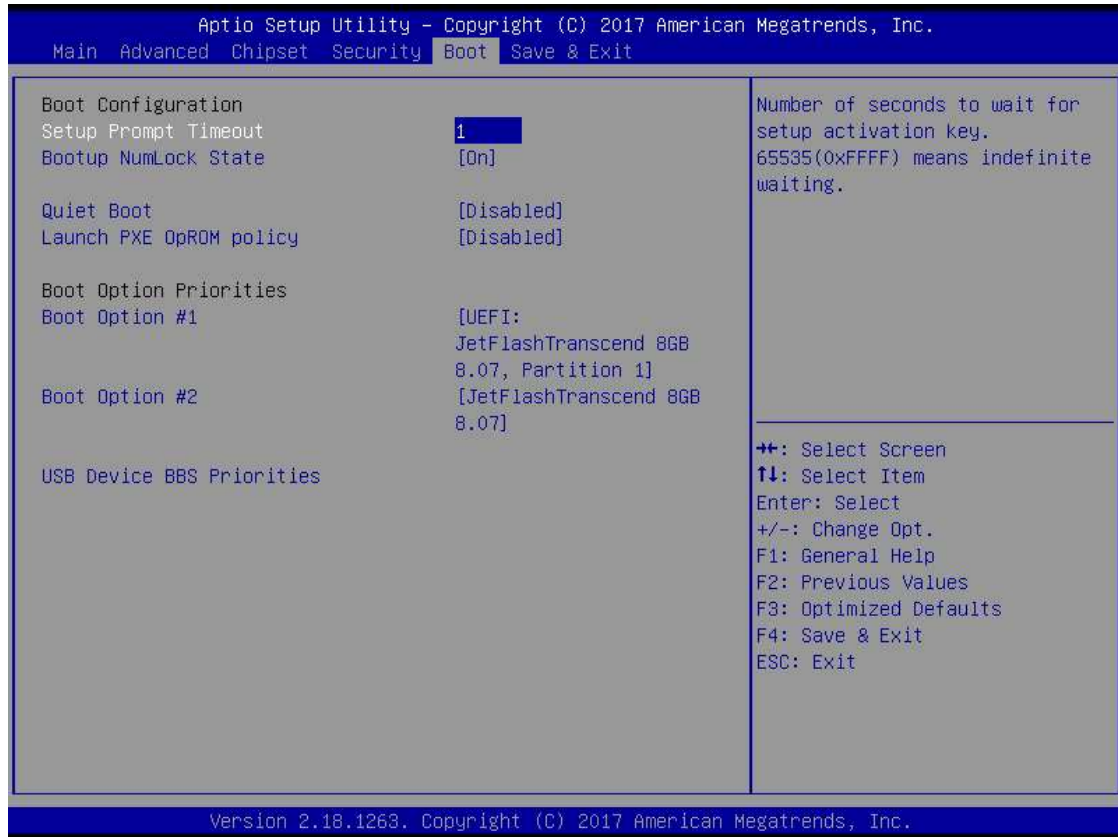 Aptio Setup Utility – Copyright (C) 2017 American Megatrends, Inc.
Main Advanced Chipset Security Boot Save & Exit
Boot Configuration
Setup Prompt Timeout 1
Bootup NumLock State [On]
Quiet Boot [Disabled]
Launch PXE OpROM policy [Disabled]
Boot Option Priorities
Boot Option #1 [UEFI:
JetFlashTranscend 8GB
8.07, Partition 1]
Boot Option #2 [JetFlashTranscend 8GB
8.07]
USB Device BBS Priorities
Number of seconds to wait for
setup activation key.
65535(0xFFFF) means indefinite
waiting.
→←: Select Screen
↑↓: Select Item
Enter: Select
+/-: Change Opt.
F1: General Help
F2: Previous Values
F3: Optimized Defaults
F4: Save & Exit
ESC: Exit
Version 2.18.1263. Copyright (C) 2017 American Megatrends, Inc.